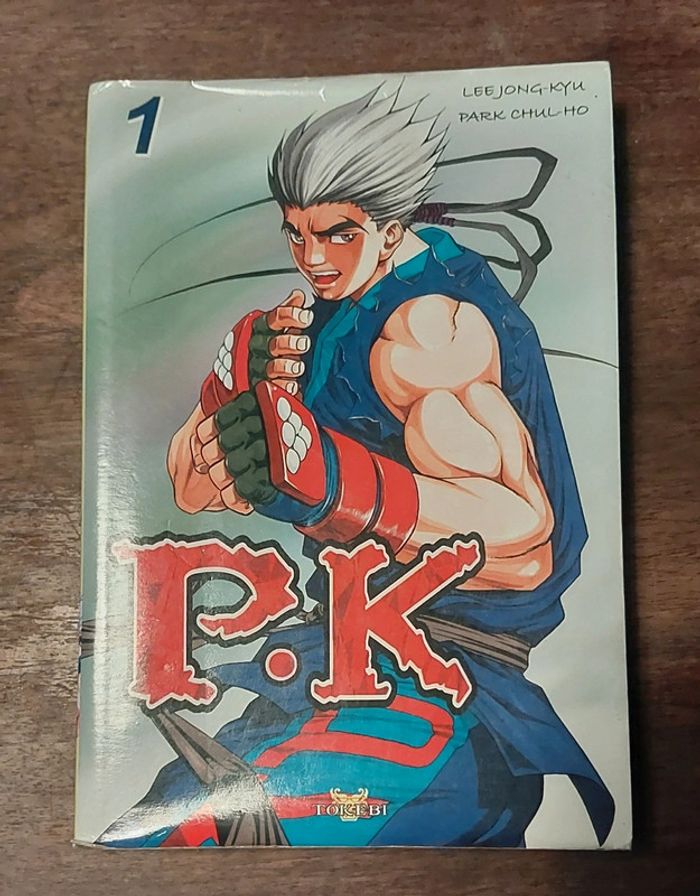 1
LEE JONG-KYU
PARK CHUL-HO
P.K
TOKEBI